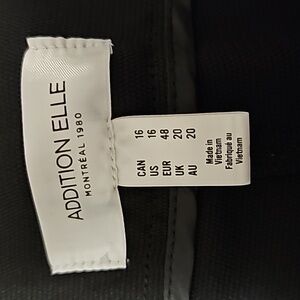 ADDITION ELLE
MONTRÉAL 1980
CAN 16
US 16
EUR 48
UK 20
AU 20
Made in
Vietnam
Fabriqué au
Vietnam